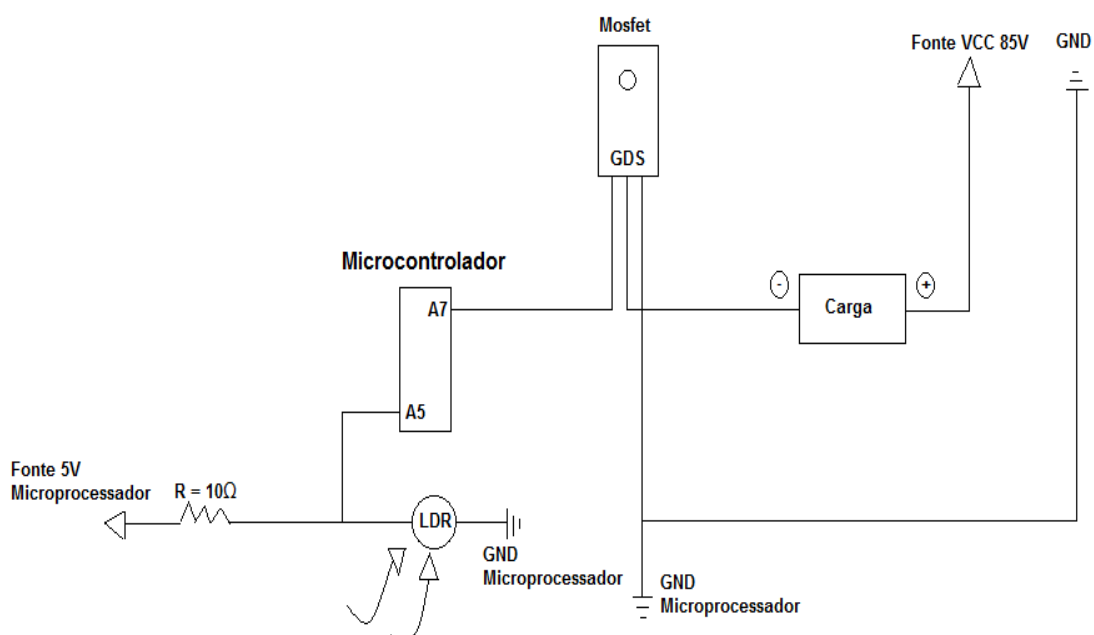 Mosfet
Fonte VCC 85V
GND
GDS
Microcontrolador
A7
-
+
Carga
A5
Fonte 5V
Microprocessador
R = 10Ω
LDR
GND
Microprocessador
GND
Microprocessador